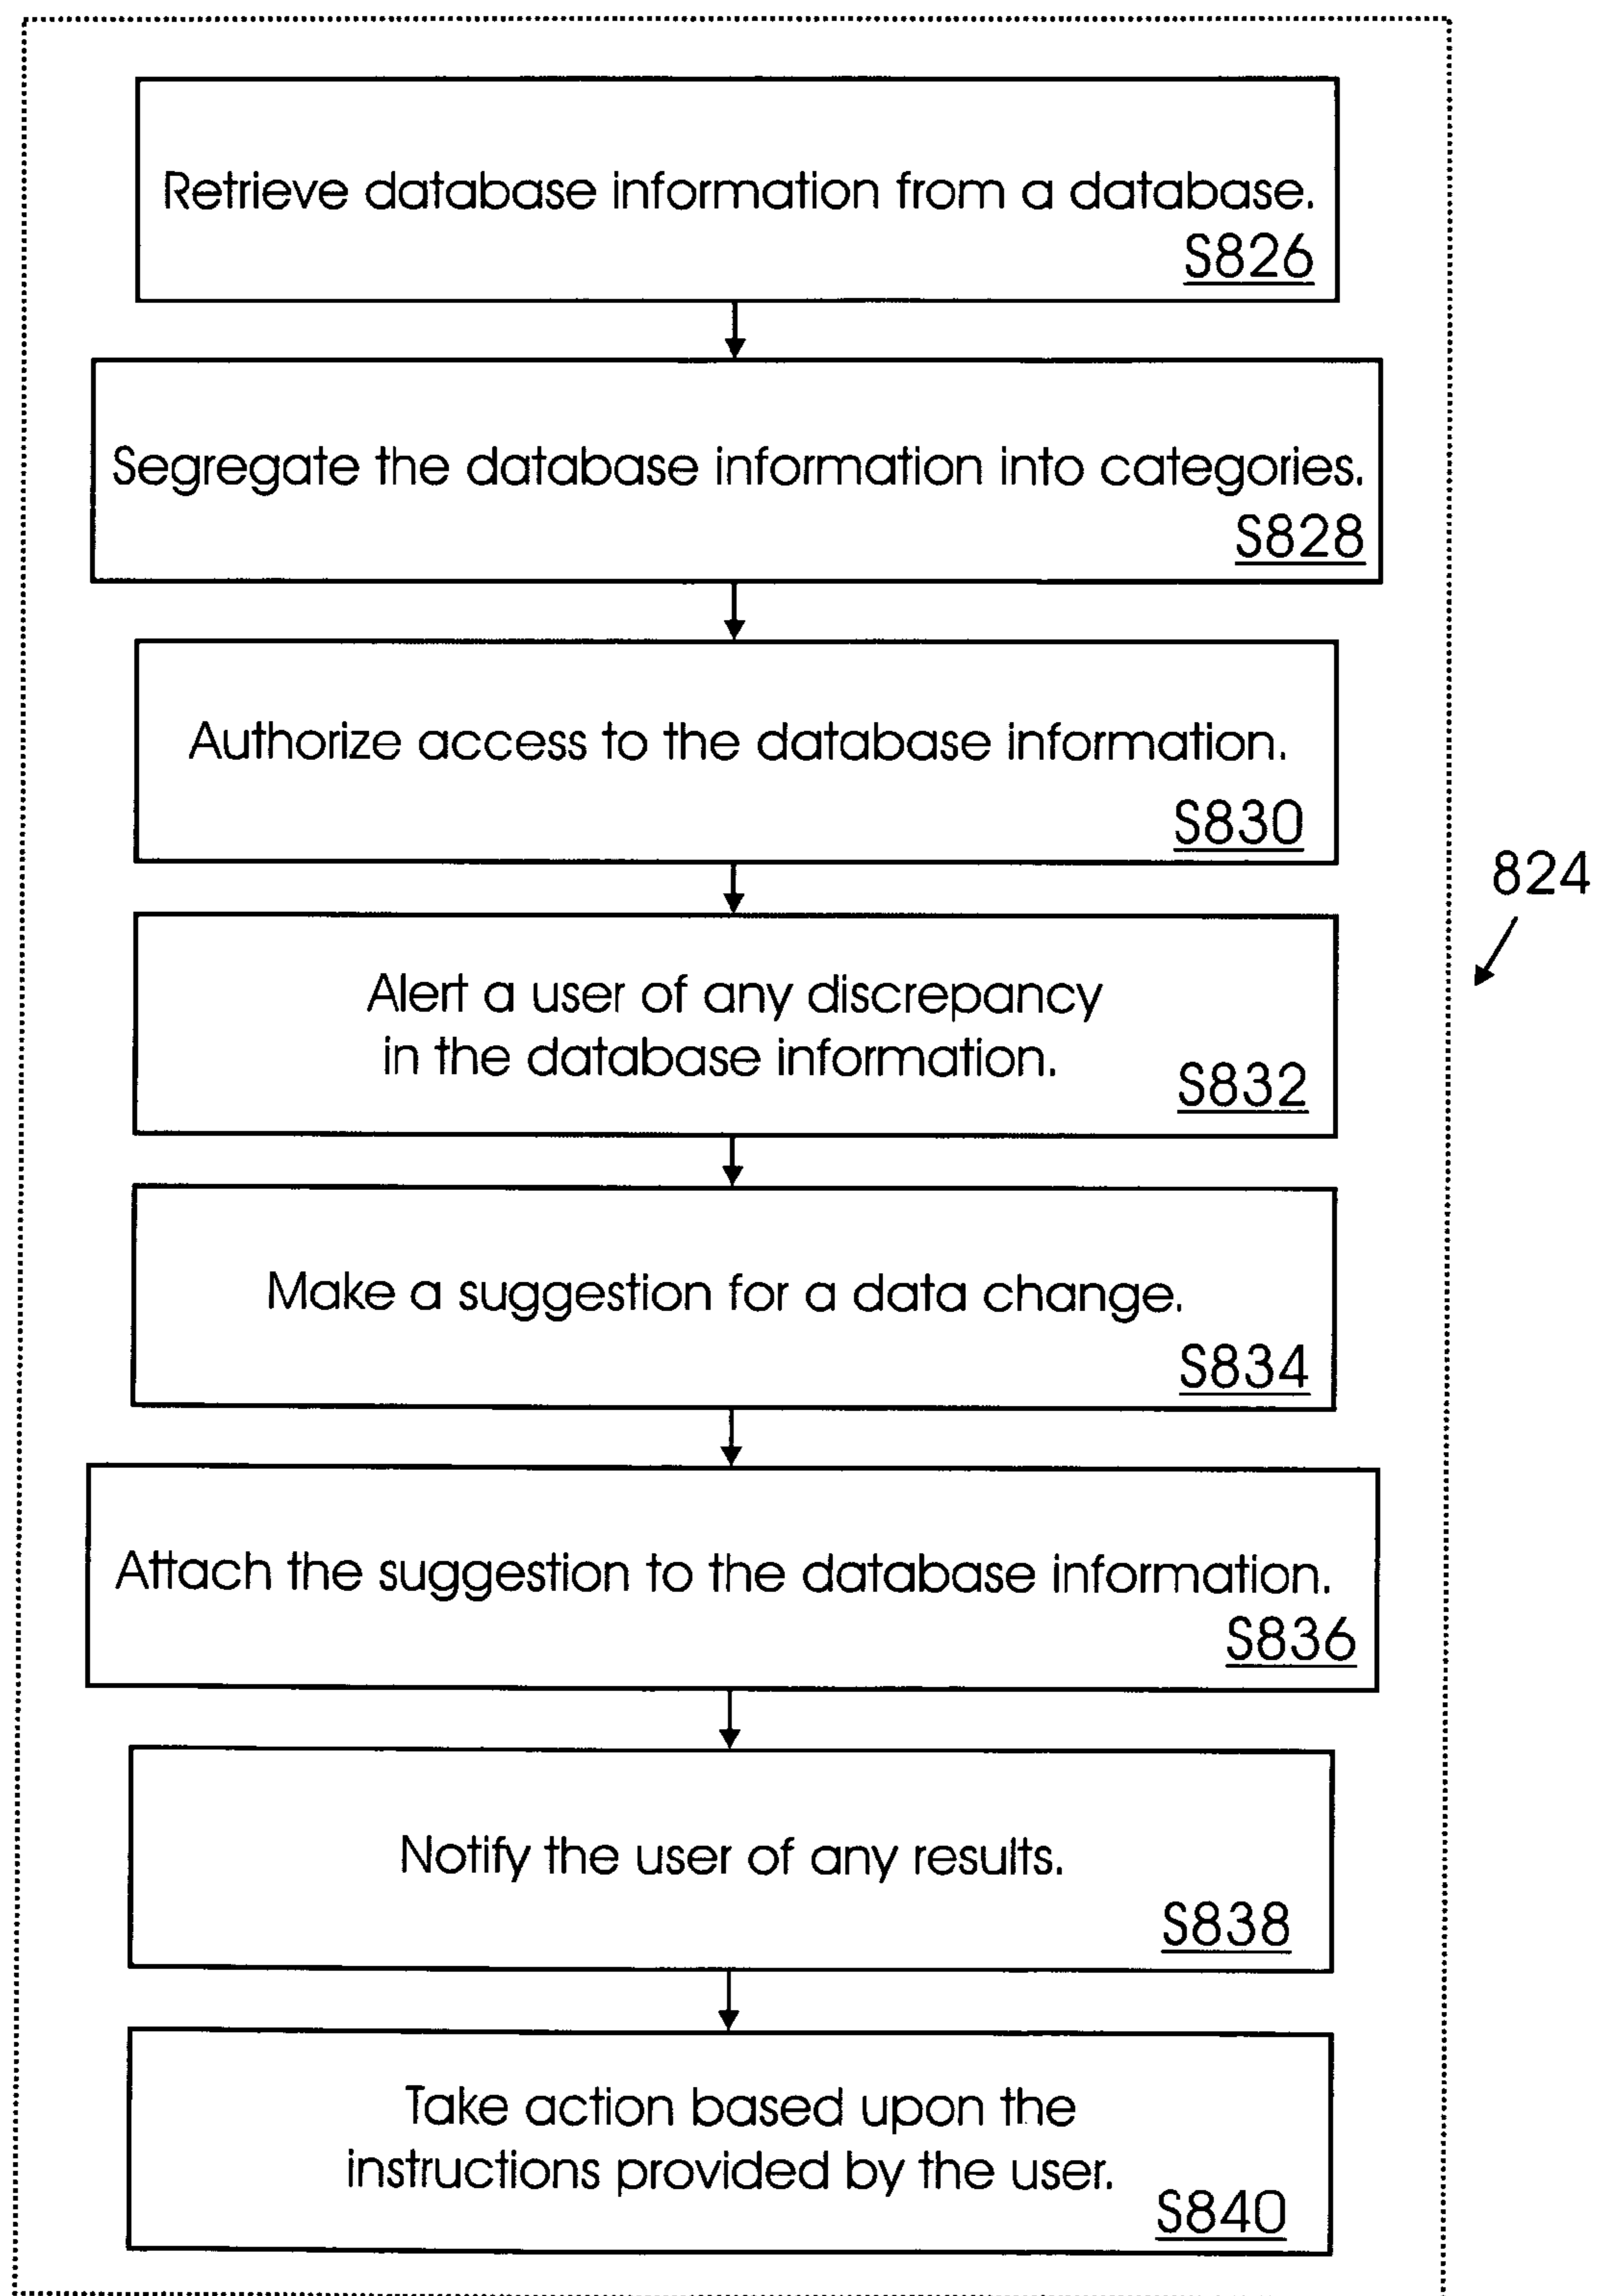 Retrieve database information from a database.
S826
Segregate the database information into categories.
S828
Authorize access to the database information.
S830
824
Alert a user of any discrepancy
in the database information.
S832
Make a suggestion for a data change.
S834
Attach the suggestion to the database information.
S836
Notify the user of any results.
S838
Take action based upon the
instructions provided by the user.
S840